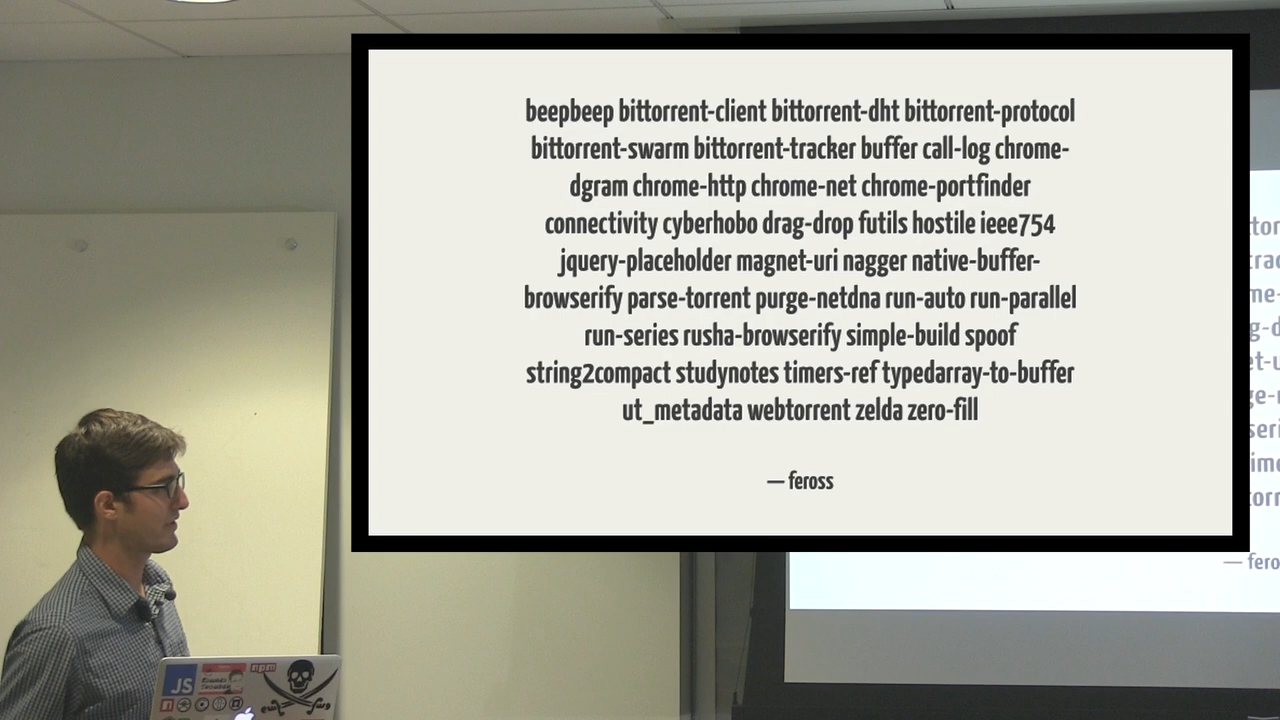 beepbeep bittorrent-client bittorrent-dht bittorrent-protocol
bittorrent-swarm bittorrent-tracker buffer call-log chrome-
dgram chrome-http chrome-net chrome-portfinder
connectivity cyberhobo drag-drop futils hostile ieee754
jquery-placeholder magnet-uri nagger native-buffer-
browserify parse-torrent purge-netdna run-auto run-parallel
run-series rusha-browserify simple-build spoof
string2compact studynotes timers-ref typedarray-to-buffer
ut_metadata webtorrent zelda zero-fill
— feross
— fero
JS
npm